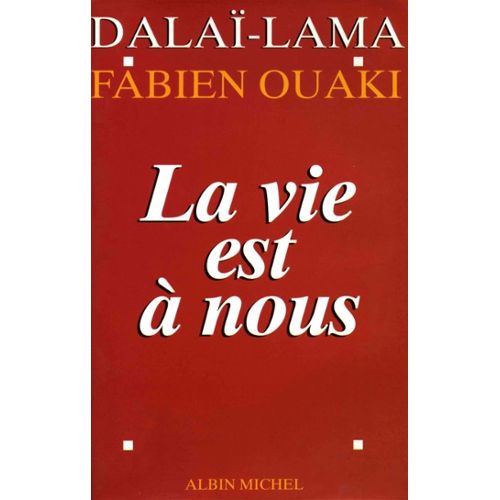 DALAÏ-LAMA
FABIEN OUAKI
La vie
est
à nous
ALBIN MICHEL